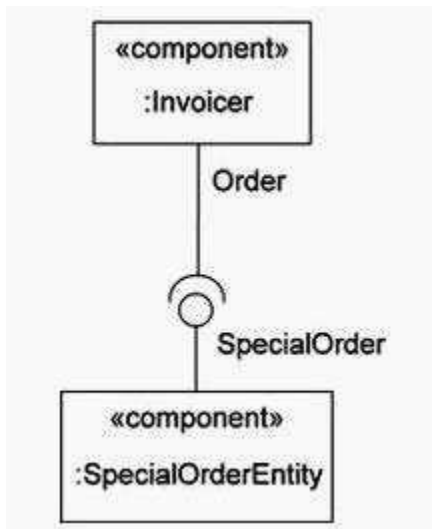 «component»
:Invoicer
Order
SpecialOrder
«component»
:SpecialOrderEntity